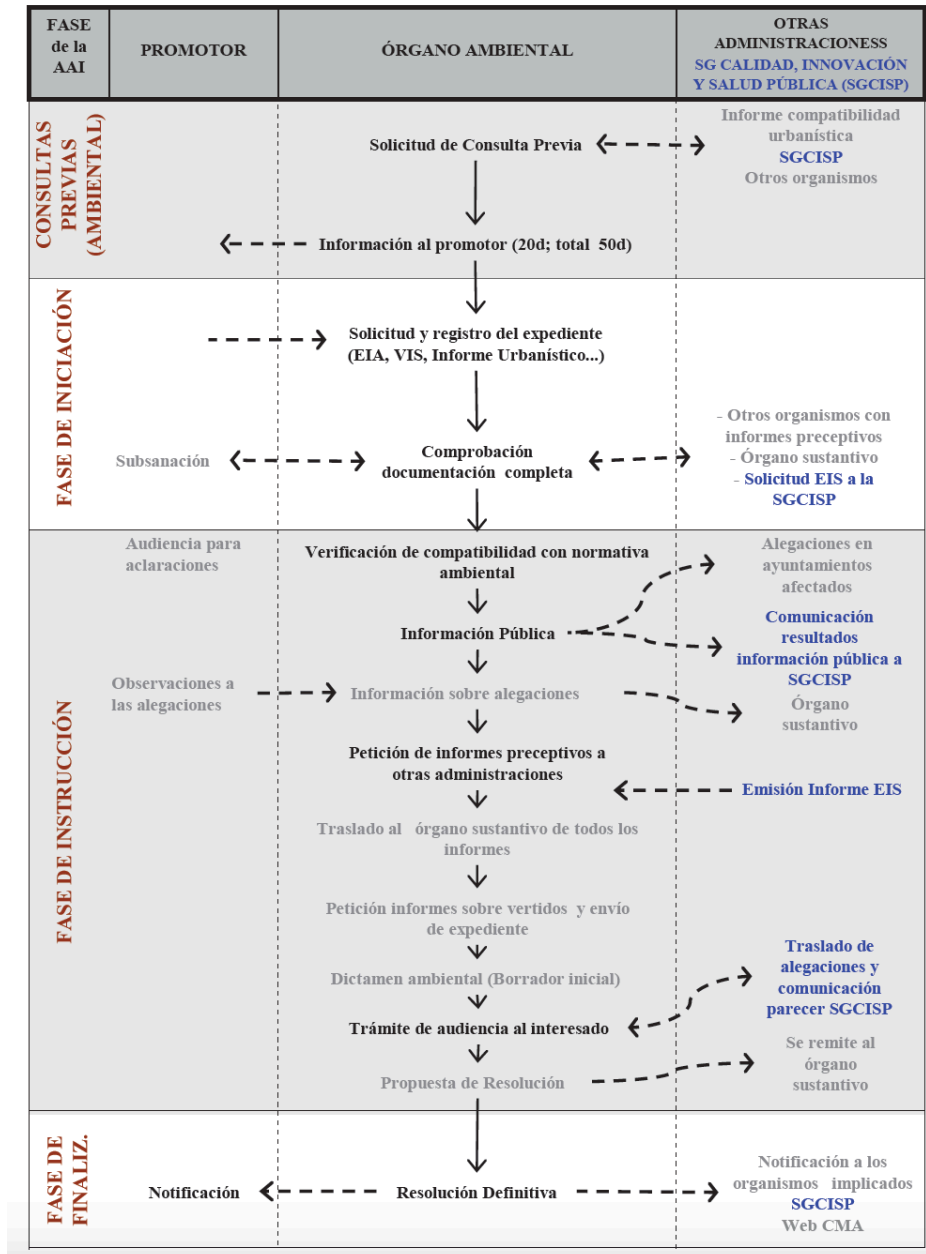 FASE
de la
AAI
PROMOTOR
ÓRGANO AMBIENTAL
OTRAS
ADMINISTRACIONESS
SG CALIDAD, INNOVACIÓN
Y SALUD PÚBLICA (SGCISP)
CONSULTAS
PREVIAS
(AMBIENTAL)
Solicitud de Consulta Previa
Informe compatibilidad
urbanística
SGCISP
Otros organismos
Información al promotor (20d; total 50d)
FASE DE INICIACIÓN
Solicitud y registro del expediente
(EIA, VIS, Informe Urbanístico...)
Subsanación
Comprobación
documentación completa
- Otros organismos con
informes preceptivos
- Órgano sustantivo
- Solicitud EIS a la
SGCISP
FASE DE INSTRUCCIÓN
Audiencia para
aclaraciones
Verificación de compatibilidad con normativa
ambiental
Alegaciones en
ayuntamientos
afectados
Información Pública
Comunicación
resultados
información pública a
SGCISP
Observaciones a
las alegaciones
Información sobre alegaciones
Órgano
sustantivo
Petición de informes preceptivos a
otras administraciones
Emisión Informe EIS
Traslado al órgano sustantivo de todos los
informes
Petición informes sobre vertidos y envío
de expediente
Dictamen ambiental (Borrador inicial)
Traslado de
alegaciones y
comunicación
parecer SGCISP
Trámite de audiencia al interesado
Propuesta de Resolución
Se remite al
órgano
sustantivo
FASE DE
FINALIZ.
Notificación
Resolución Definitiva
Notificación a los
organismos implicados
SGCISP
Web CMA